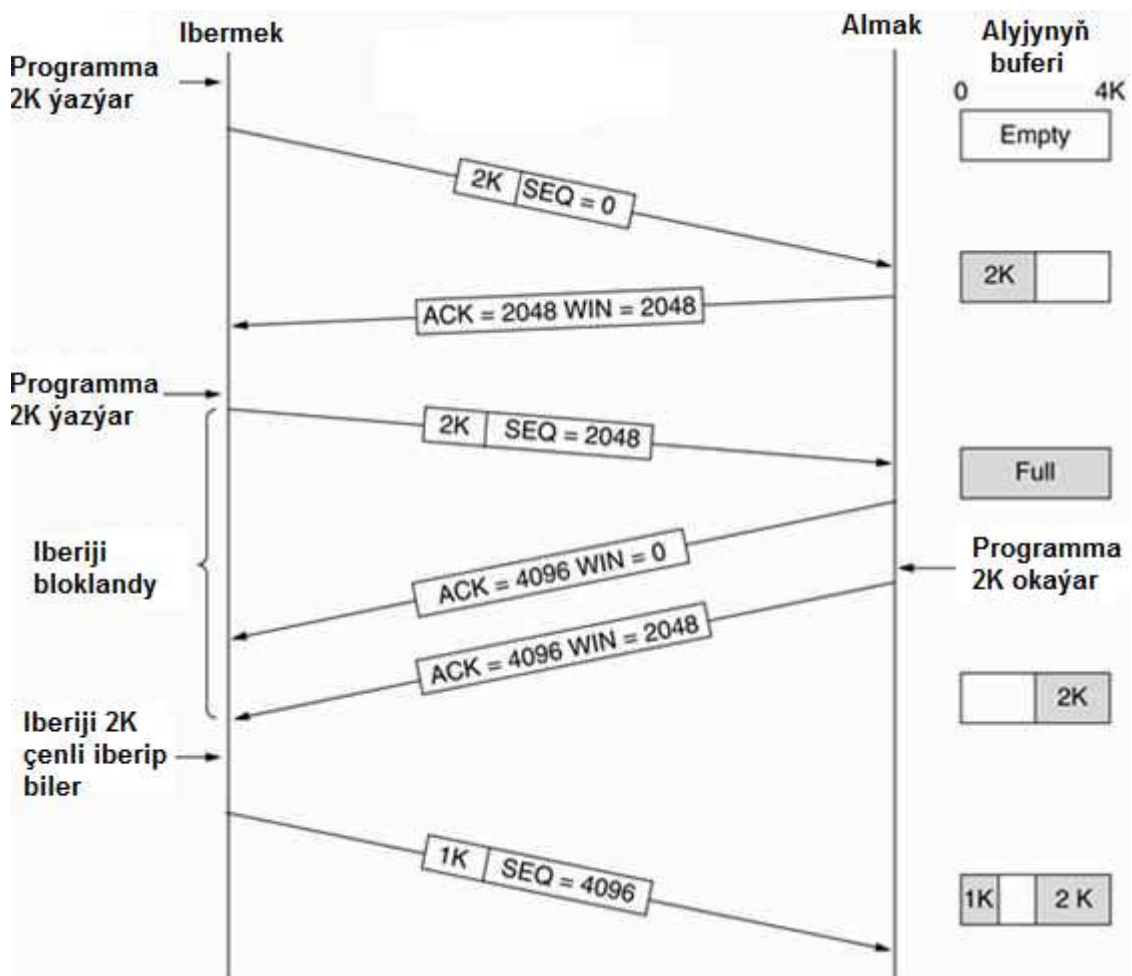 Ibermek
Almak
Alyjynyň
buferi
Programma
2K ýazýar
0 4K
Empty
2K SEQ = 0
2K
ACK = 2048 WIN = 2048
Programma
2K ýazýar
2K SEQ = 2048
Full
Iberiji
bloklandy
ACK = 4096 WIN = 0
Programma
2K okaýar
ACK = 4096 WIN = 2048
2K
Iberiji 2K
çenli iberip
biler
1K SEQ = 4096
1K 2 K